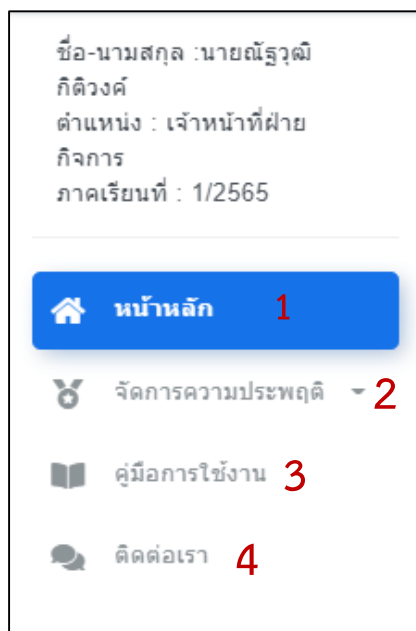 ชื่อ-นามสกุล :นายณัฐวุฒิ
กิติวงค์
ตำแหน่ง : เจ้าหน้าที่ฝ่าย
กิจการ
ภาคเรียนที่ : 1/2565
หน้าหลัก 1
จัดการความประพฤติ 2
คู่มือการใช้งาน 3
ติดต่อเรา 4